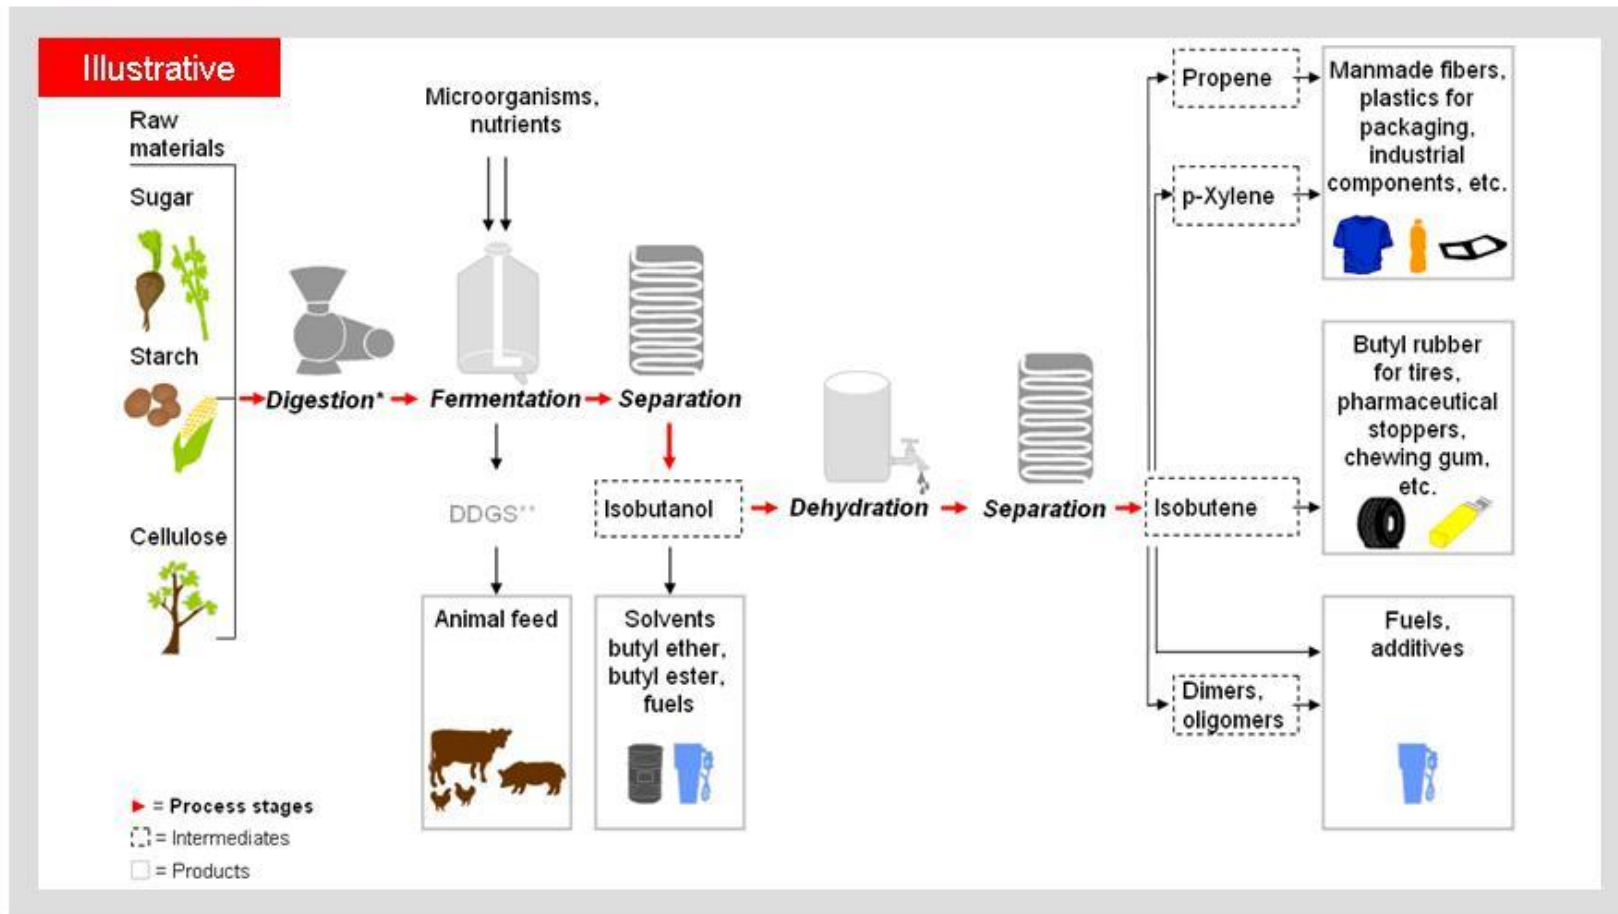 Illustrative
Raw
materials
Sugar
Starch
Cellulose
Microorganisms,
nutrients
Digestion*
Fermentation
Separation
DDGS**
Isobutanol
Dehydration
Separation
Isobutene
Animal feed
Solvents
butyl ether,
butyl ester,
fuels
Propene
p-Xylene
Manmade fibers,
plastics for
packaging,
industrial
components, etc.
Butyl rubber
for tires,
pharmaceutical
stoppers,
chewing gum,
etc.
Fuels,
additives
Dimers,
oligomers
= Process stages
= Intermediates
= Products